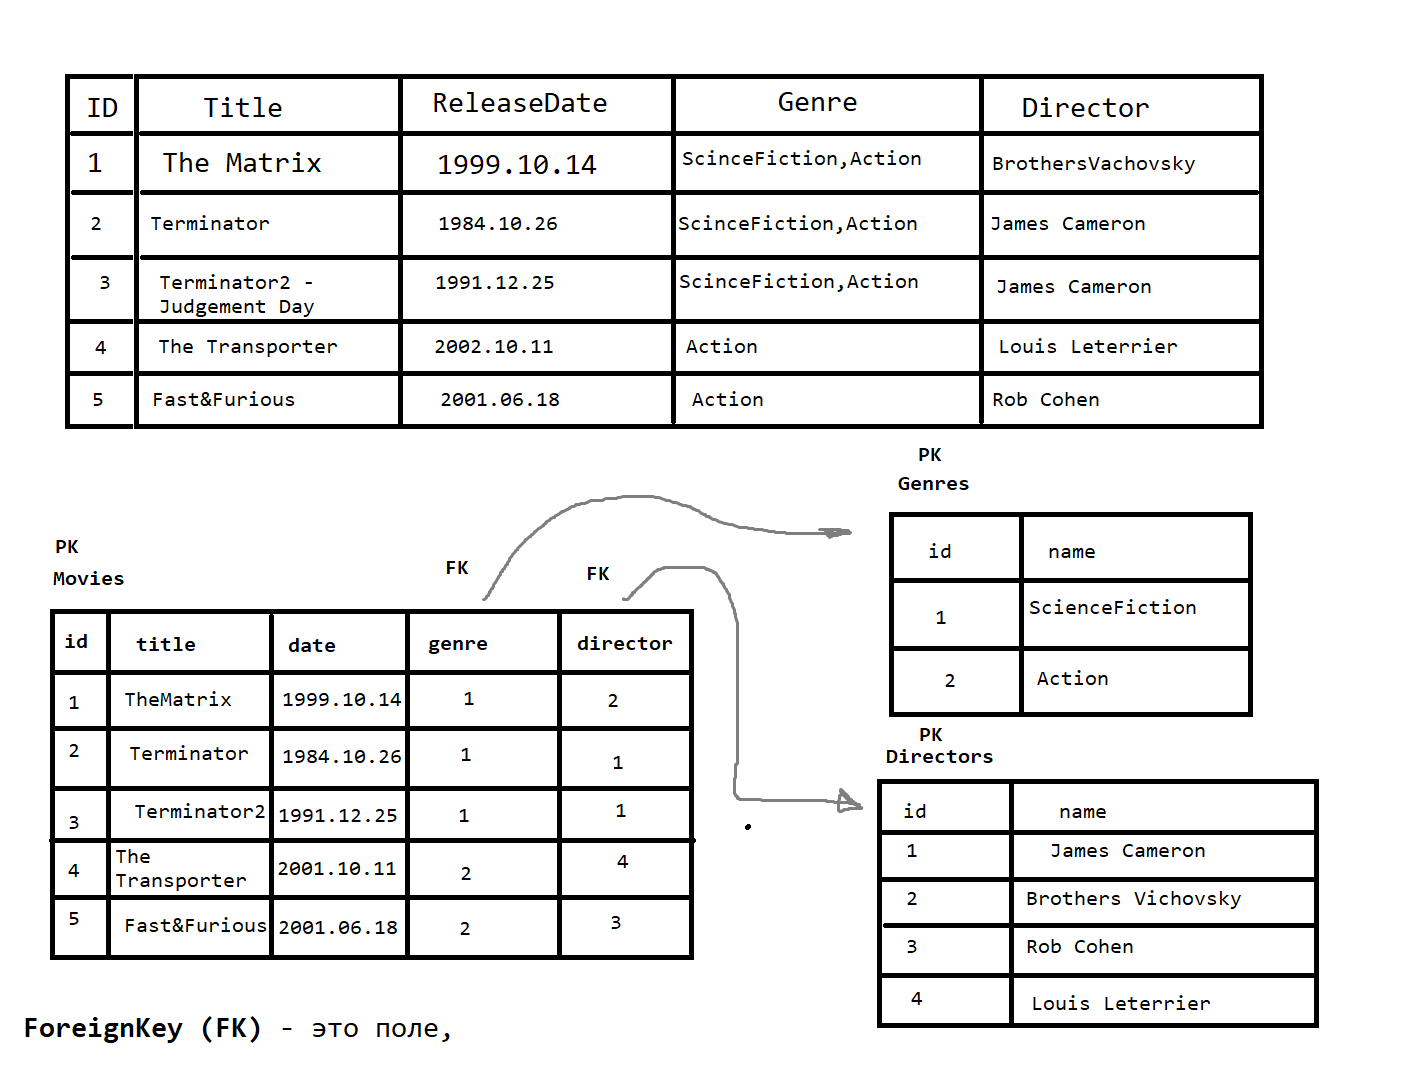 ID Title ReleaseDate Genre Director
1 The Matrix 1999.10.14 ScinceFiction,Action BrothersVachovsky
2 Terminator 1984.10.26 ScinceFiction,Action James Cameron
3 Terminator2 - 1991.12.25 ScinceFiction,Action James Cameron
Judgement Day
4 The Transporter 2002.10.11 Action Louis Leterrier
5 Fast&Furious 2001.06.18 Action Rob Cohen
PK
Genres
id name
1 ScienceFiction
2 Action
PK
Movies
FK FK
id title date genre director
1 TheMatrix 1999.10.14 1 2
2 Terminator 1984.10.26 1 1
3 Terminator2 1991.12.25 1 1
4 The
Transporter 2001.10.11 2 4
5 Fast&Furious 2001.06.18 2 3
PK
Directors
id name
1 James Cameron
2 Brothers Vichovsky
3 Rob Cohen
4 Louis Leterrier
ForeignKey (FK) - это поле,